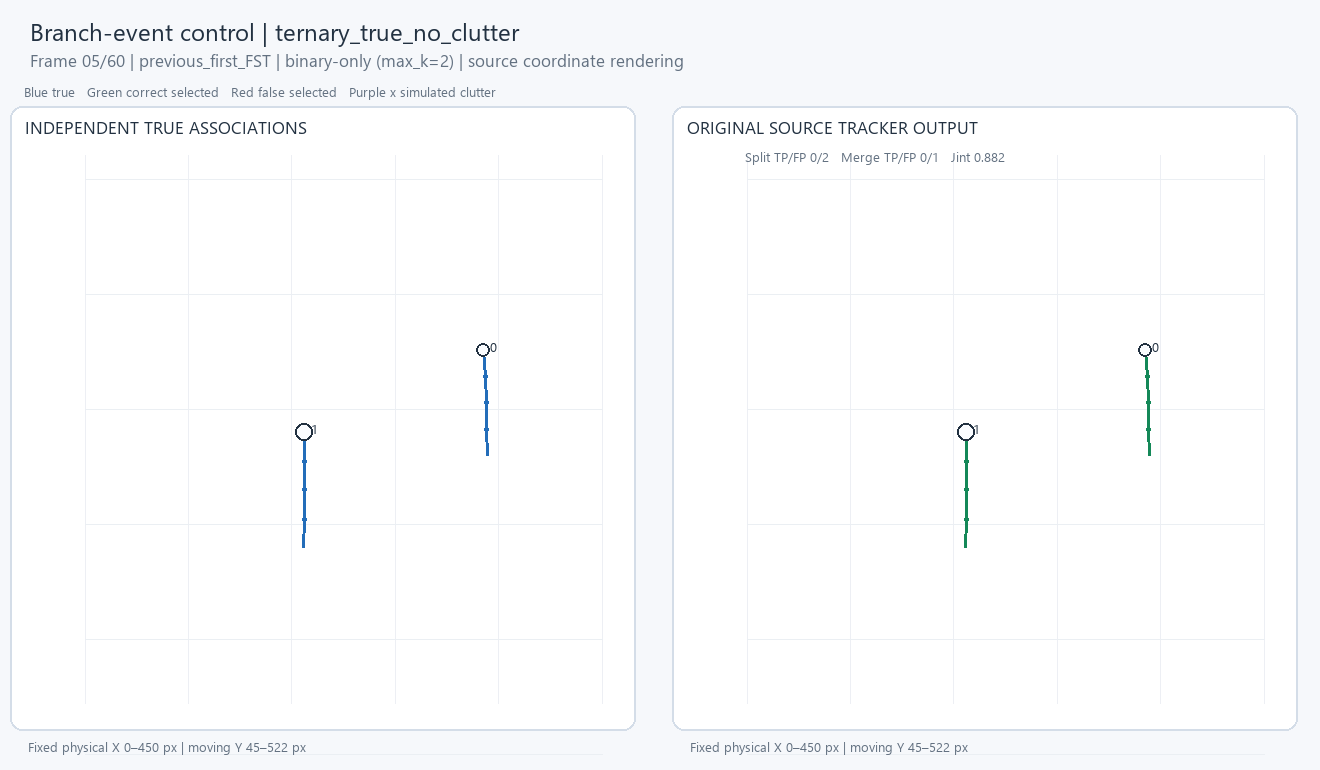 Branch-event control | ternary_true_no_clutter
Frame 05/60 | previous_first_FST | binary-only (max_k=2) | source coordinate rendering
Blue true Green correct selected Red false selected Purple x simulated clutter
INDEPENDENT TRUE ASSOCIATIONS
0
1
Fixed physical X 0–450 px | moving Y 45–522 px
ORIGINAL SOURCE TRACKER OUTPUT
Split TP/FP 0/2 Merge TP/FP 0/1 Jint 0.882
0
1
Fixed physical X 0–450 px | moving Y 45–522 px